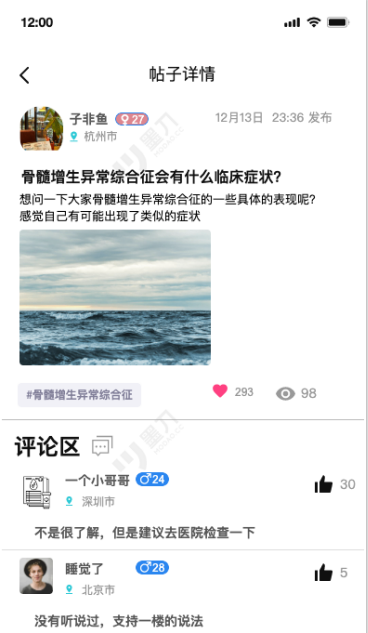 12:00
帖子详情
子非鱼 ♀27
12月13日 23:36 发布
杭州市
骨髓增生异常综合征会有什么临床症状?
想问一下大家骨髓增生异常综合征的一些具体的表现呢?
感觉自己有可能出现了类似的症状
#骨髓增生异常综合征
293
98
评论区
一个小哥哥 ♂24
30
深圳市
不是很了解，但是建议去医院检查一下
睡觉了 ♂28
5
北京市
没有听说过，支持一楼的说法
墨刀
墨刀